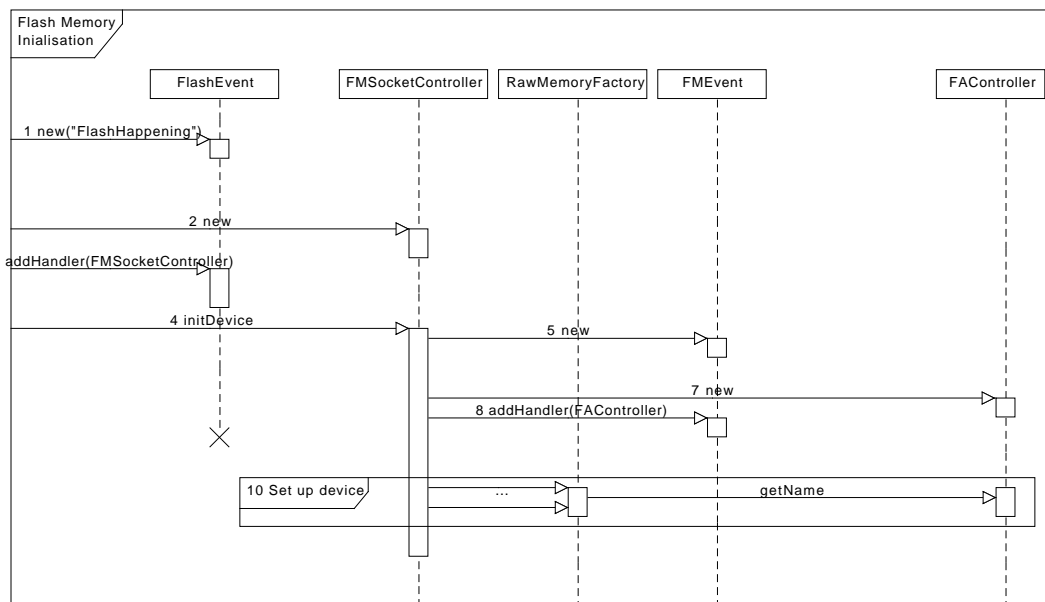 Flash Memory
Inialisation
FlashEvent
FMSocketController
RawMemoryFactory
FMEvent
FAController
1 new("FlashHappening")
2 new
addHandler(FMSocketController)
4 initDevice
5 new
7 new
8 addHandler(FAController)
10 Set up device
...
getName